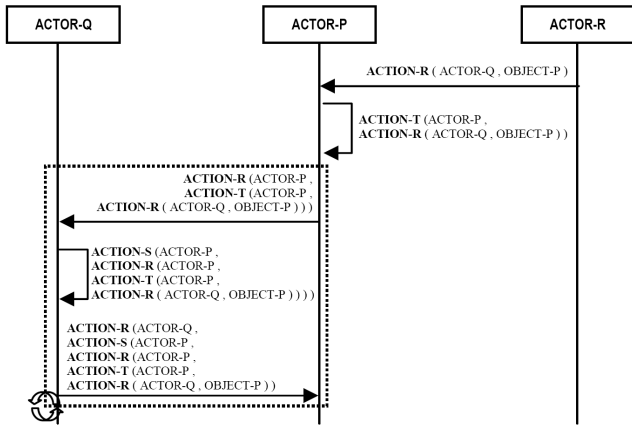 ACTOR-Q
ACTOR-P
ACTOR-R
ACTION-R ( ACTOR-Q , OBJECT-P )
ACTION-T (ACTOR-P ,
ACTION-R ( ACTOR-Q , OBJECT-P ) )
ACTION-R (ACTOR-P ,
ACTION-T (ACTOR-P ,
ACTION-R ( ACTOR-Q , OBJECT-P ) ) )
ACTION-S (ACTOR-P ,
ACTION-R (ACTOR-P ,
ACTION-T (ACTOR-P ,
ACTION-R ( ACTOR-Q , OBJECT-P ) ) ) )
ACTION-R (ACTOR-Q ,
ACTION-S (ACTOR-P ,
ACTION-R (ACTOR-P ,
ACTION-T (ACTOR-P ,
ACTION-R ( ACTOR-Q , OBJECT-P ) )